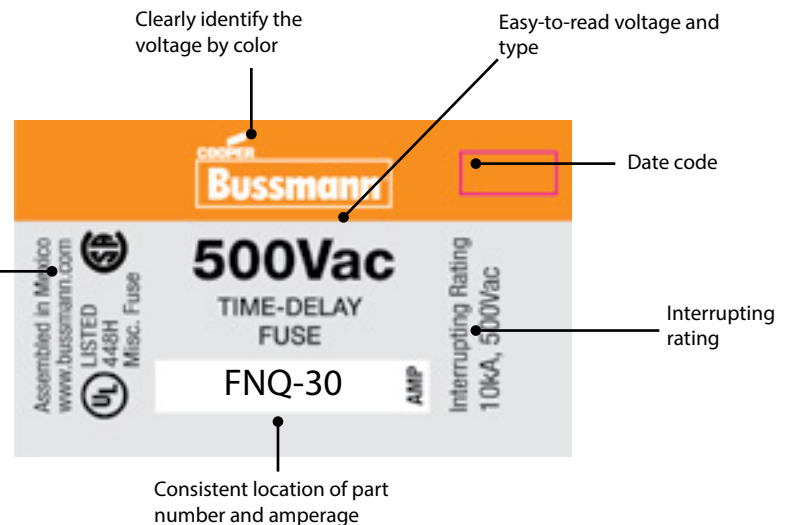 Clearly identify the
voltage by color
Easy-to-read voltage and
type
COOPER
Bussmann
Date code
Assembled in Mexico
www.bussmann.com
UL
LISTED
448H
Misc. Fuse
SA
500Vac
TIME-DELAY
FUSE
FNQ-30
AMP
Interrupting Rating
10kA, 500Vac
Interrupting
rating
Consistent location of part
number and amperage